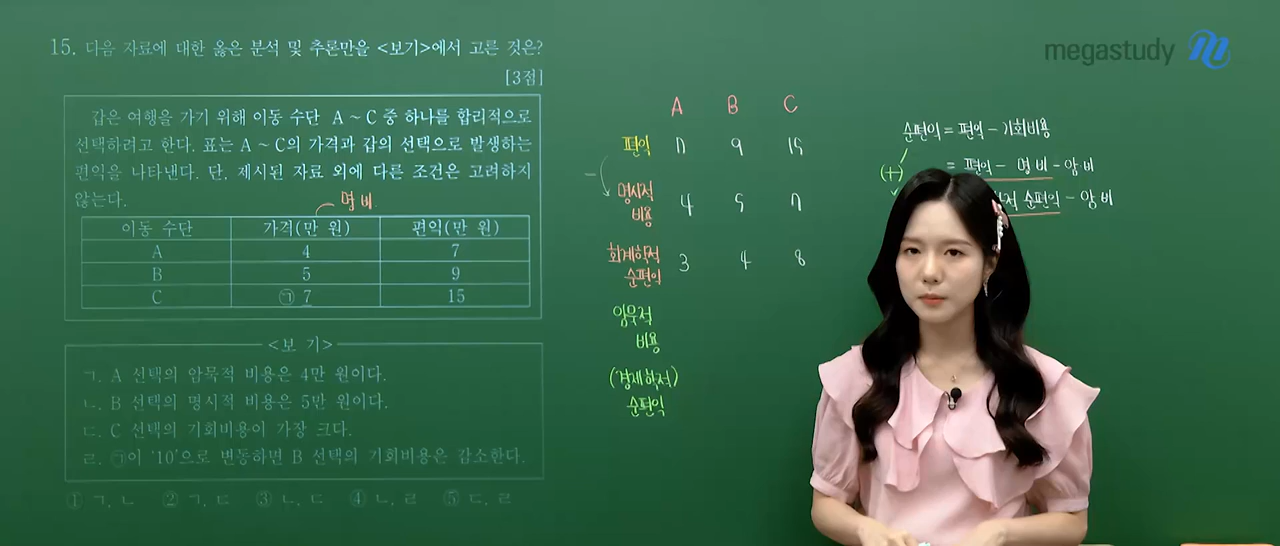 15. 다음 자료에 대한 옳은 분석 및 추론만을 <보기>에서 고른 것은?
[3점]
갑은 여행을 가기 위해 이동 수단 A ~ C 중 하나를 합리적으로
선택하려고 한다. 표는 A ~ C의 가격과 갑의 선택으로 발생하는
편익을 나타낸다. 단, 제시된 자료 외에 다른 조건은 고려하지
않는다.
명 비
이동 수단 가격(만 원) 편익(만 원)
A 4 7
B 5 9
C ㉠ 7 15
<보 기>
ㄱ. A 선택의 암묵적 비용은 4만 원이다.
ㄴ. B 선택의 명시적 비용은 5만 원이다.
ㄷ. C 선택의 기회비용이 가장 크다.
ㄹ. ㉠이 '10'으로 변동하면 B 선택의 기회비용은 감소한다.
① ㄱ, ㄴ ② ㄱ, ㄷ ③ ㄴ, ㄷ ④ ㄴ, ㄹ ⑤ ㄷ, ㄹ
A B C
편익 7 9 15
명시적
비용 4 5 7
회계학적
순편익 3 4 8
암묵적
비용
(경제학적)
순편익
megastudy
순편익 = 편익 - 기회비용
(+) = 편익 - 명 비 - 암 비
적 순편익 - 암 비